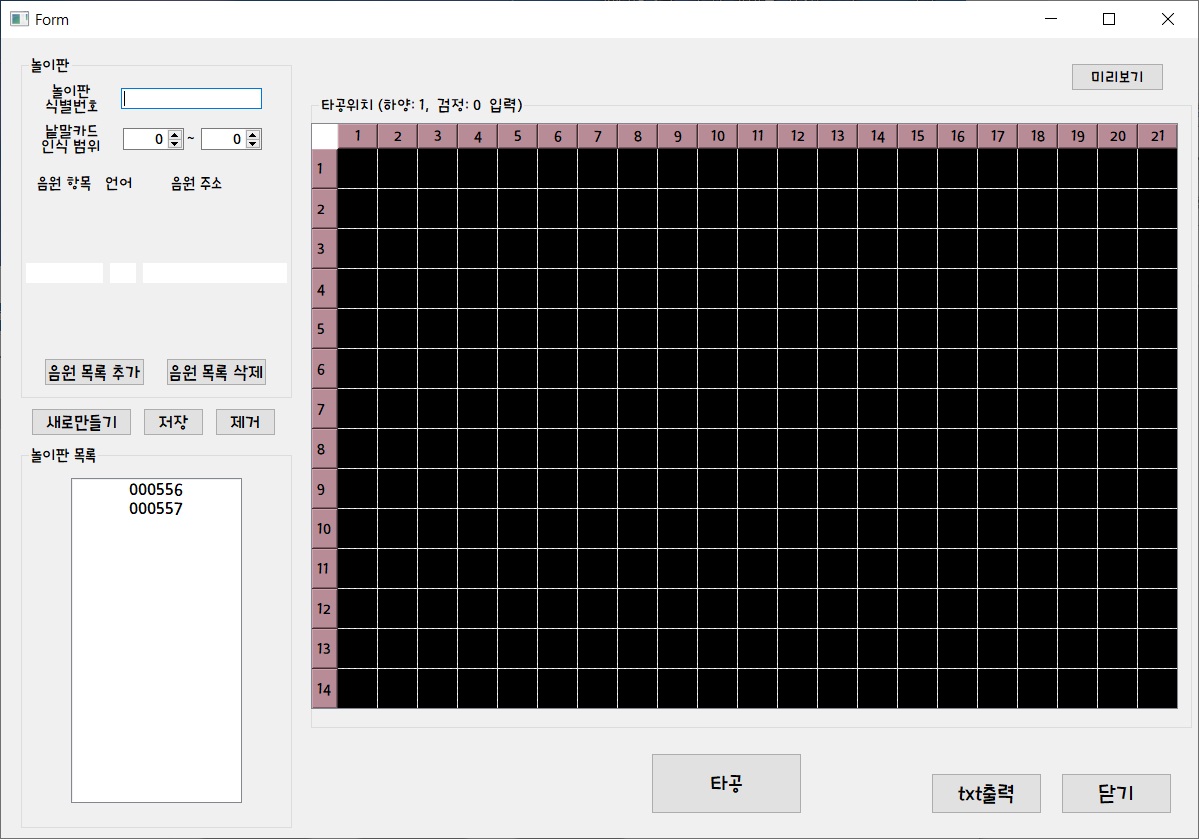 Form
놀이판
놀이판
식별번호
낱말카드
인식 범위
0 ~ 0
음원 항목 언어 음원 주소
음원 목록 추가 음원 목록 삭제
새로만들기 저장 제거
놀이판 목록
000556
000557
미리보기
타공위치 (하양: 1, 검정: 0 입력)
1 2 3 4 5 6 7 8 9 10 11 12 13 14 15 16 17 18 19 20 21
1
2
3
4
5
6
7
8
9
10
11
12
13
14
타공
txt출력
닫기